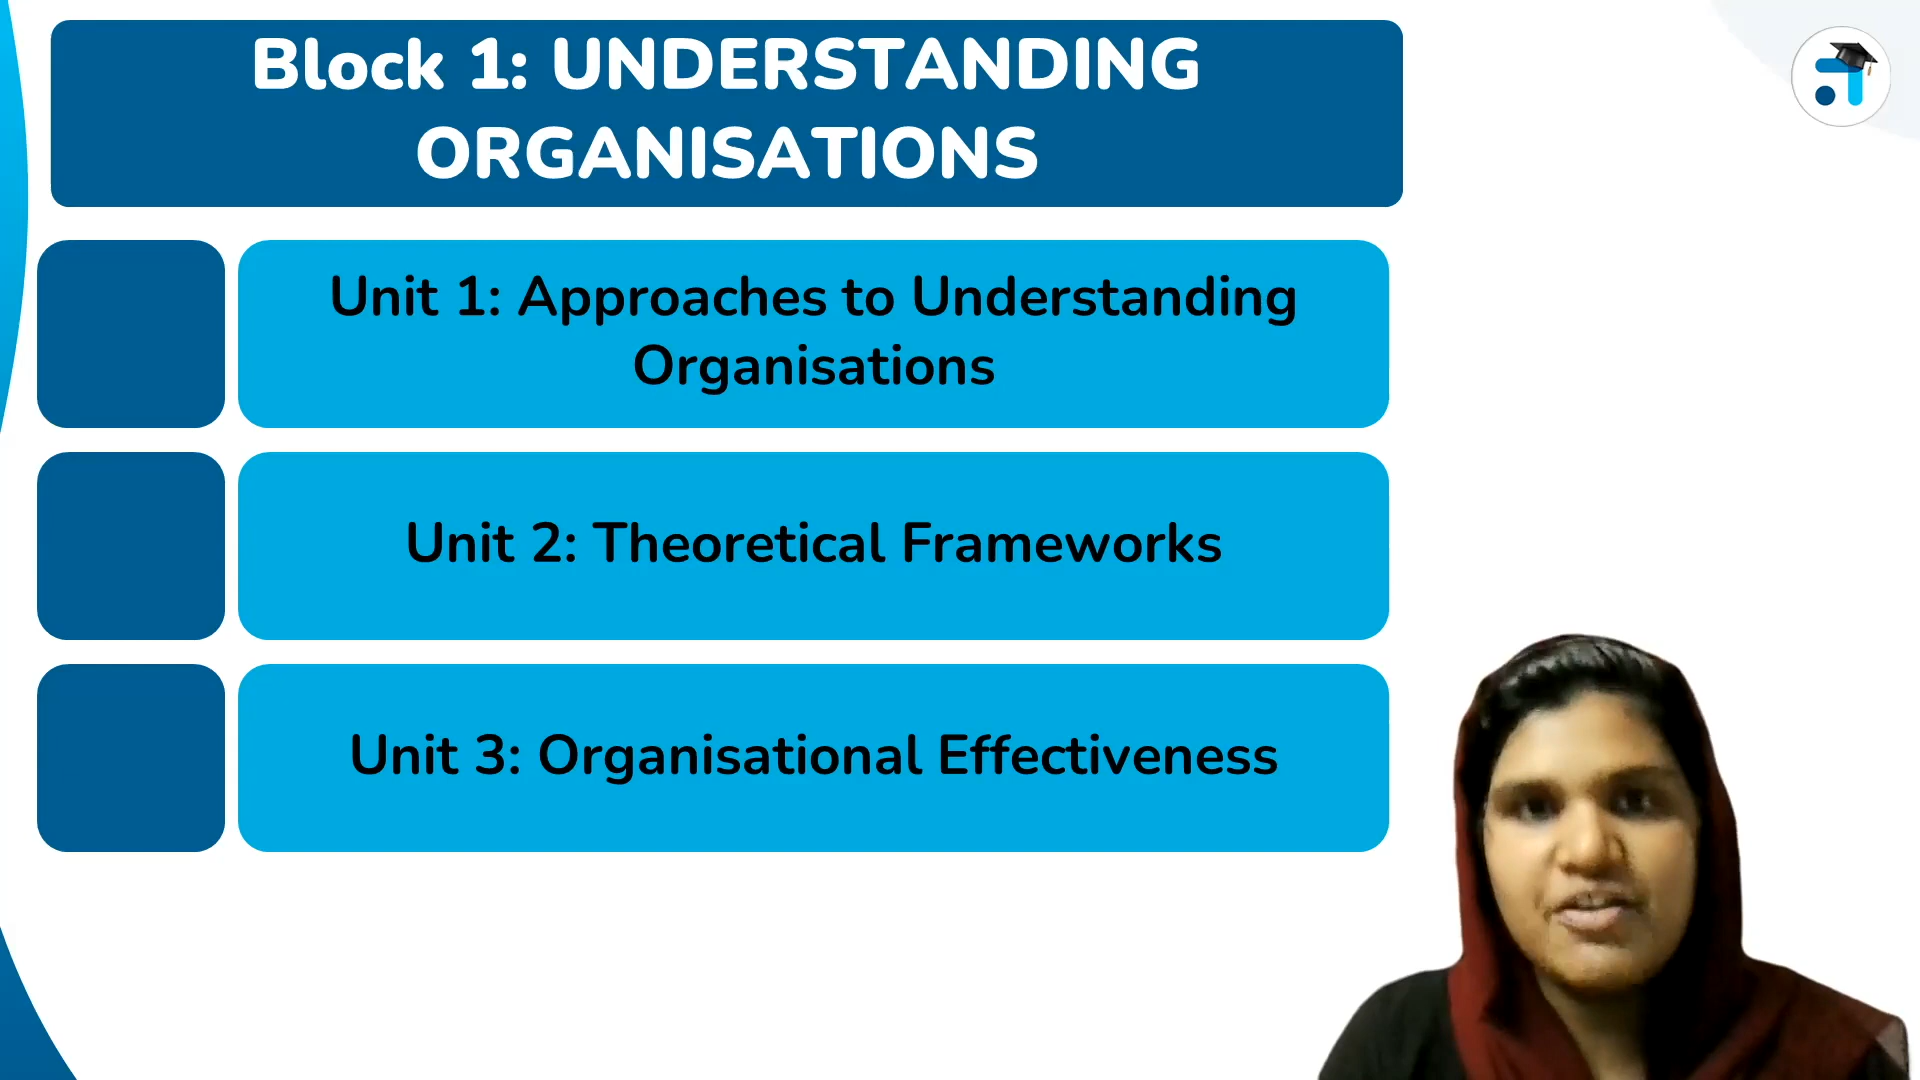 Block 1: UNDERSTANDING
ORGANISATIONS
Unit 1: Approaches to Understanding
Organisations
Unit 2: Theoretical Frameworks
Unit 3: Organisational Effectiveness